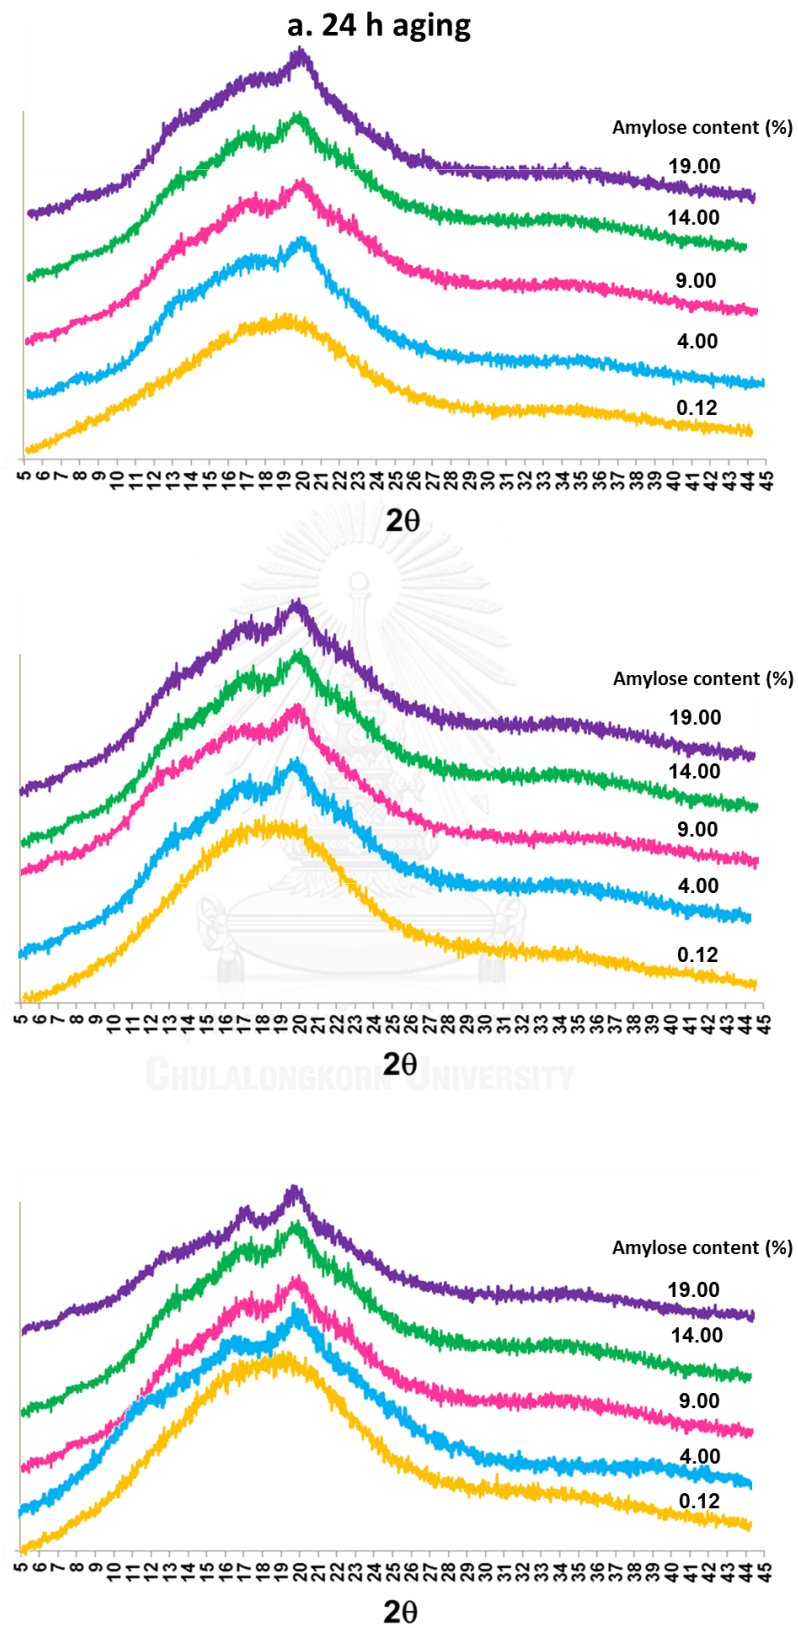 a. 24 h aging
Amylose content (%)
19.00
14.00
9.00
4.00
0.12
5 6 7 8 9 10 11 12 13 14 15 16 17 18 19 20 21 22 23 24 25 26 27 28 29 30 31 32 33 34 35 36 37 38 39 40 41 42 43 44 45
2θ
Amylose content (%)
19.00
14.00
9.00
4.00
0.12
5 6 7 8 9 10 11 12 13 14 15 16 17 18 19 20 21 22 23 24 25 26 27 28 29 30 31 32 33 34 35 36 37 38 39 40 41 42 43 44 45
2θ
CHULALONGKORN UNIVERSITY
Amylose content (%)
19.00
14.00
9.00
4.00
0.12
5 6 7 8 9 10 11 12 13 14 15 16 17 18 19 20 21 22 23 24 25 26 27 28 29 30 31 32 33 34 35 36 37 38 39 40 41 42 43 44 45
2θ